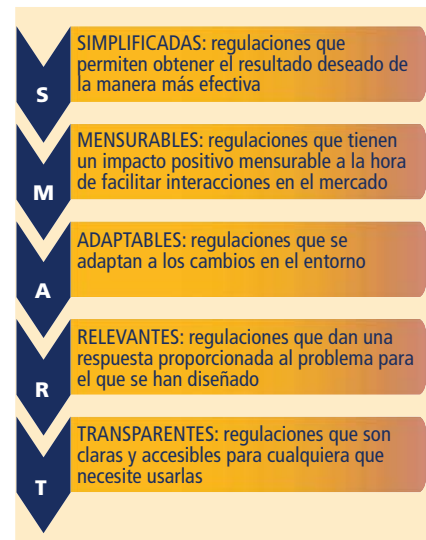 S
SIMPLIFICADAS: regulaciones que
permiten obtener el resultado deseado de
la manera más efectiva
M
MENSURABLES: regulaciones que tienen
un impacto positivo mensurable a la hora
de facilitar interacciones en el mercado
A
ADAPTABLES: regulaciones que se
adaptan a los cambios en el entorno
R
RELEVANTES: regulaciones que dan una
respuesta proporcionada al problema para
el que se han diseñado
T
TRANSPARENTES: regulaciones que son
claras y accesibles para cualquiera que
necesite usarlas